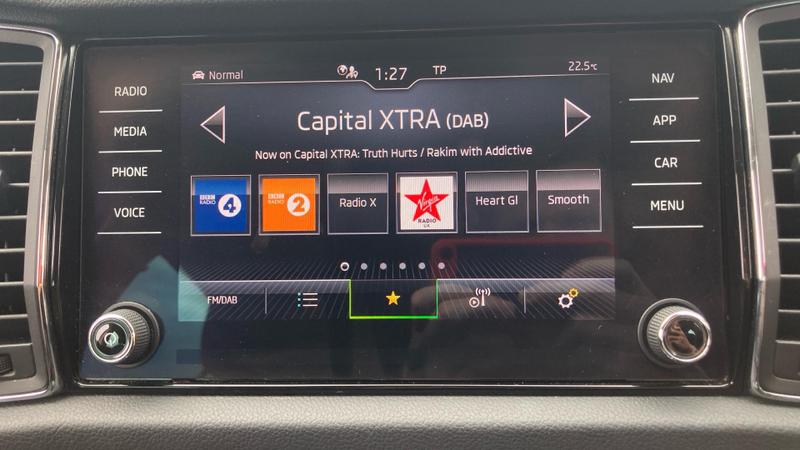 RADIO
MEDIA
PHONE
VOICE
Normal
1:27
TP
22.5°C
Capital XTRA (DAB)
Now on Capital XTRA: Truth Hurts / Rakim with Addictive
BBC RADIO 4
BBC RADIO 2
Radio X
Virgin RADIO UK
Heart Gl
Smooth
FM/DAB
NAV
APP
CAR
MENU